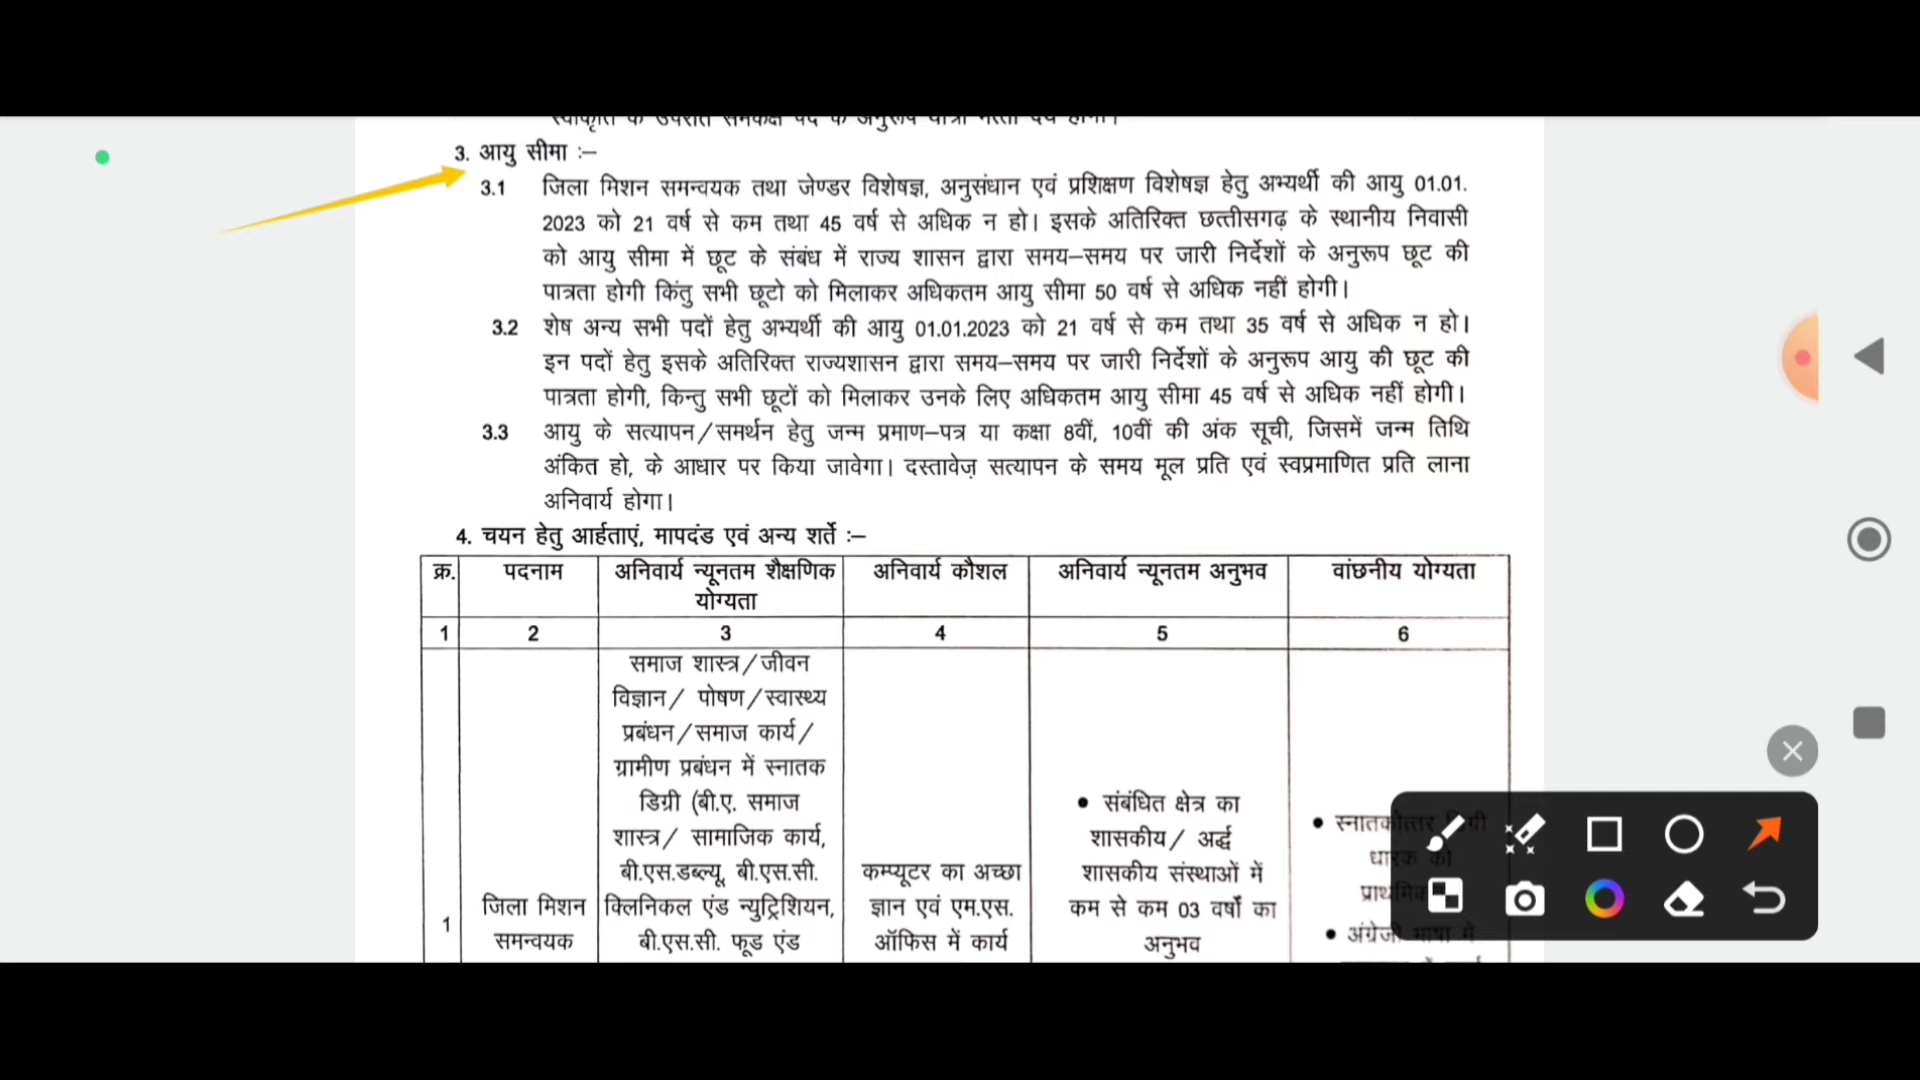 3. आयु सीमा :–
3.1 जिला मिशन समन्वयक तथा जेण्डर विशेषज्ञ, अनुसंधान एवं प्रशिक्षण विशेषज्ञ हेतु अभ्यर्थी की आयु 01.01.
2023 को 21 वर्ष से कम तथा 45 वर्ष से अधिक न हो। इसके अतिरिक्त छत्तीसगढ़ के स्थानीय निवासी
को आयु सीमा में छूट के संबंध में राज्य शासन द्वारा समय–समय पर जारी निर्देशों के अनुरूप छूट की
पात्रता होगी किंतु सभी छूटो को मिलाकर अधिकतम आयु सीमा 50 वर्ष से अधिक नहीं होगी।
3.2 शेष अन्य सभी पदों हेतु अभ्यर्थी की आयु 01.01.2023 को 21 वर्ष से कम तथा 35 वर्ष से अधिक न हो।
इन पदों हेतु इसके अतिरिक्त राज्यशासन द्वारा समय–समय पर जारी निर्देशों के अनुरूप आयु की छूट की
पात्रता होगी, किन्तु सभी छूटों को मिलाकर उनके लिए अधिकतम आयु सीमा 45 वर्ष से अधिक नहीं होगी।
3.3 आयु के सत्यापन/समर्थन हेतु जन्म प्रमाण–पत्र या कक्षा 8वीं, 10वीं की अंक सूची, जिसमें जन्म तिथि
अंकित हो, के आधार पर किया जावेगा। दस्तावेज़ सत्यापन के समय मूल प्रति एवं स्वप्रमाणित प्रति लाना
अनिवार्य होगा।
4. चयन हेतु आर्हताएं, मापदंड एवं अन्य शर्ते :–
क्र. पदनाम अनिवार्य न्यूनतम शैक्षणिक अनिवार्य कौशल अनिवार्य न्यूनतम अनुभव वांछनीय योग्यता
योग्यता
1 2 3 4 5 6
1
जिला मिशन
समन्वयक
समाज शास्त्र/जीवन
विज्ञान/ पोषण/स्वास्थ्य
प्रबंधन/समाज कार्य/
ग्रामीण प्रबंधन में स्नातक
डिग्री (बी.ए. समाज
शास्त्र/ सामाजिक कार्य,
बी.एस.डब्ल्यू, बी.एस.सी.
क्लिनिकल एंड न्युट्रिशियन,
बी.एस.सी. फूड एंड
कम्प्यूटर का अच्छा
ज्ञान एवं एम.एस.
ऑफिस में कार्य
• संबंधित क्षेत्र का
शासकीय/ अर्द्ध
शासकीय संस्थाओं में
कम से कम 03 वर्षों का
अनुभव
• स्नातकोत्तर डिग्री
धारक को
• अंग्रेजी भाषा में